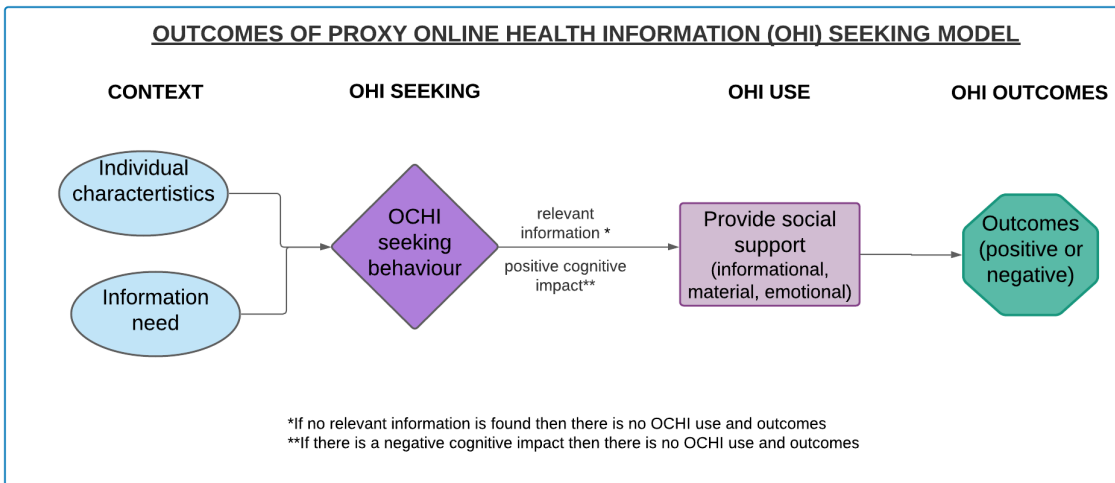 OUTCOMES OF PROXY ONLINE HEALTH INFORMATION (OHI) SEEKING MODEL
CONTEXT
OHI SEEKING
OHI USE
OHI OUTCOMES
Individual
charactertistics
Information
need
OCHI
seeking
behaviour
relevant
information *
positive cognitive
impact**
Provide social
support
(informational,
material, emotional)
Outcomes
(positive or
negative)
*If no relevant information is found then there is no OCHI use and outcomes
**If there is a negative cognitive impact then there is no OCHI use and outcomes